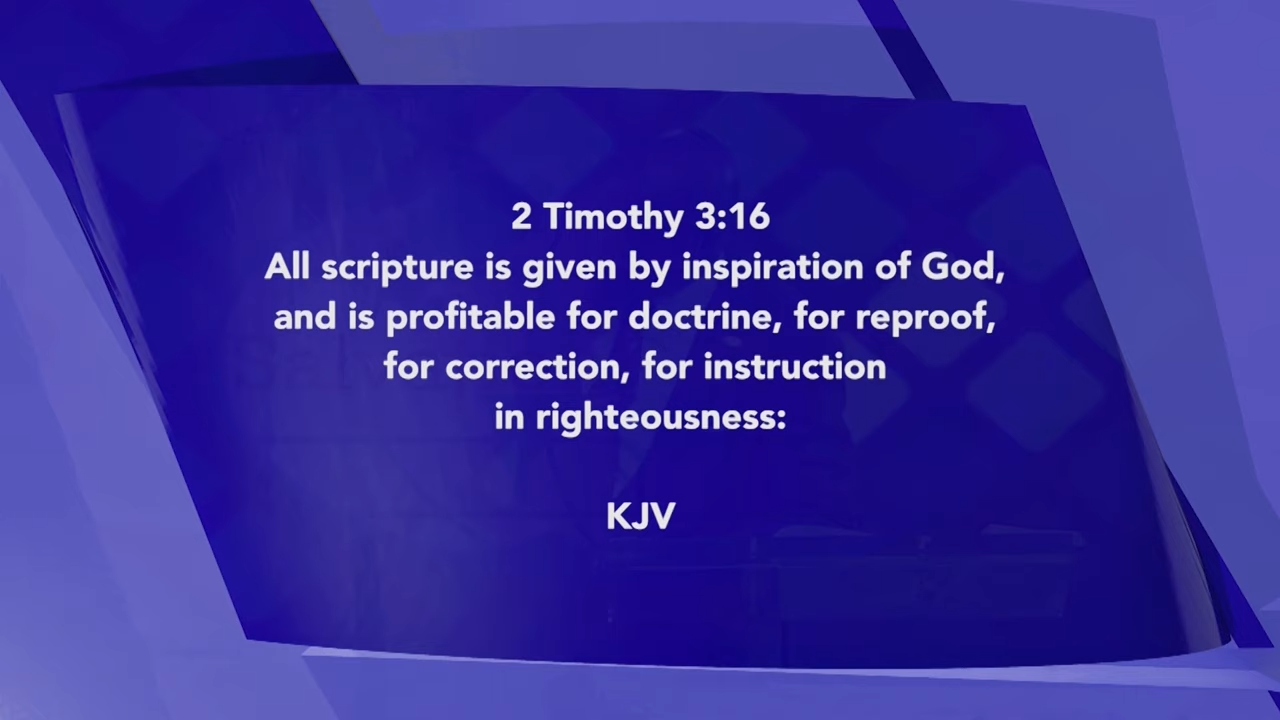 2 Timothy 3:16
All scripture is given by inspiration of God,
and is profitable for doctrine, for reproof,
for correction, for instruction
in righteousness:
KJV